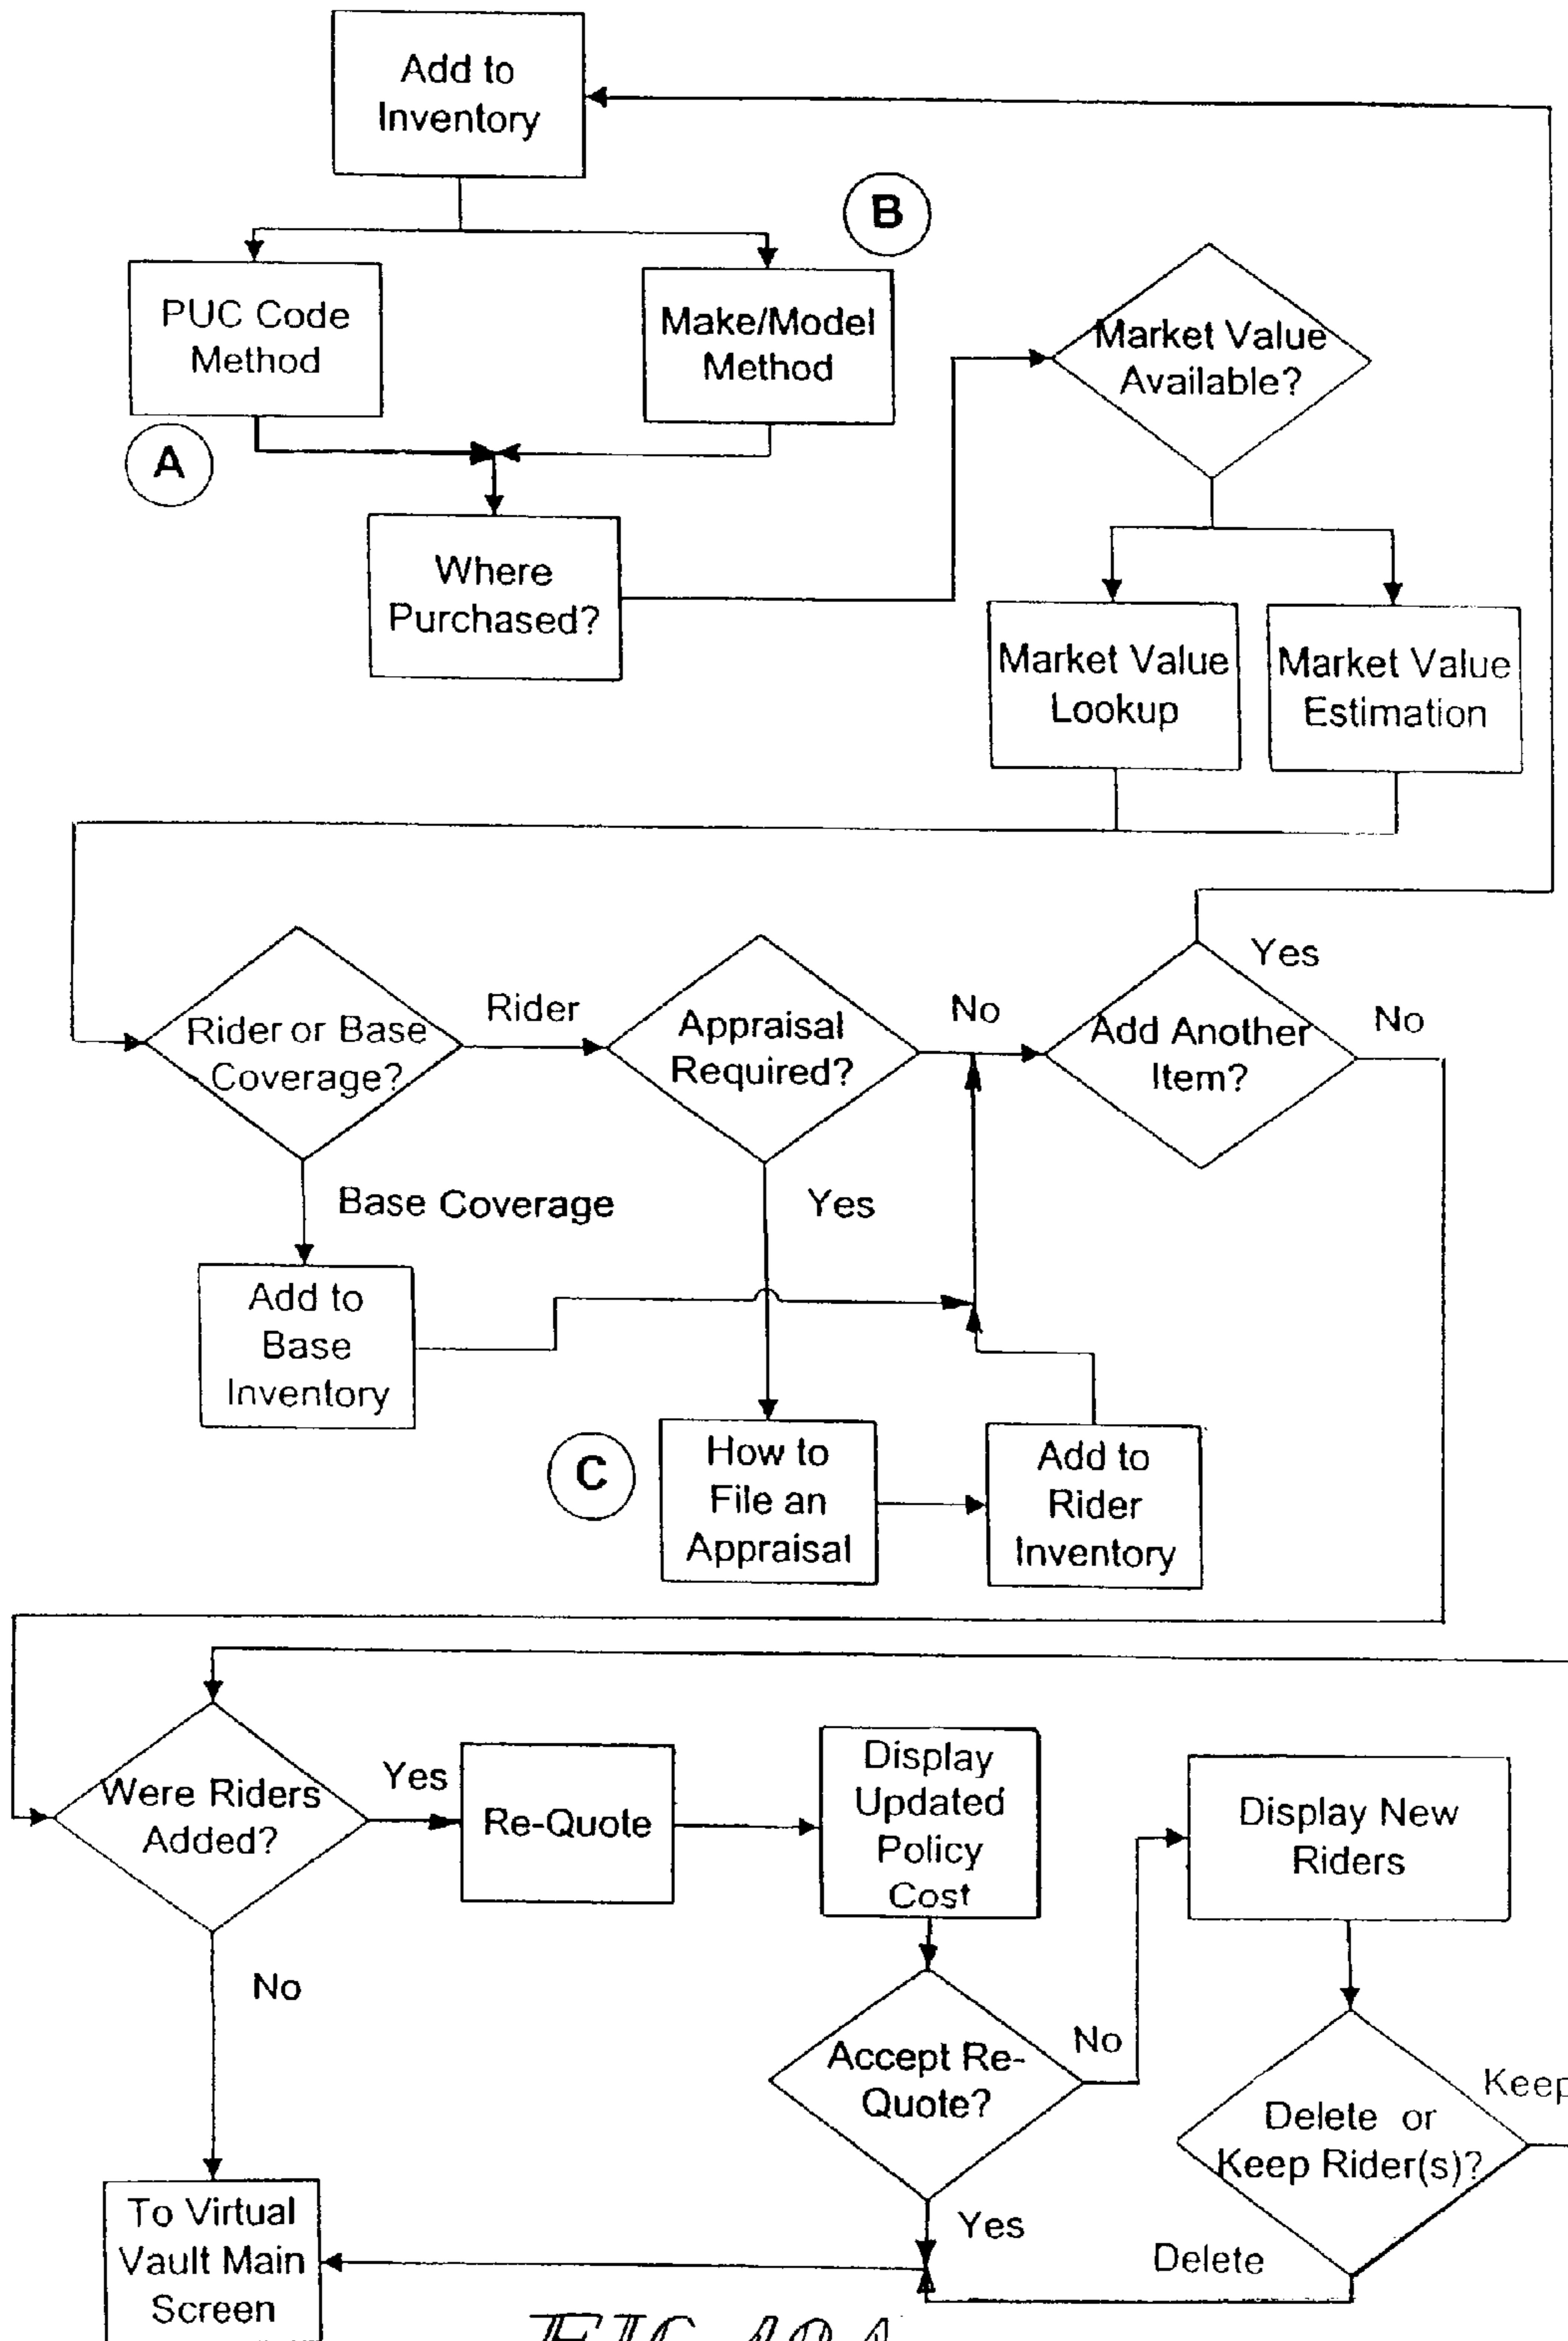 Add to
Inventory
B
PUC Code
Method
Make/Model
Method
Market Value
Available?
A
Where
Purchased?
Market Value
Lookup
Market Value
Estimation
Yes
Rider or Base
Coverage?
Rider
Appraisal
Required?
No
Add Another
Item?
No
Base Coverage
Yes
Add to
Base
Inventory
C
How to
File an
Appraisal
Add to
Rider
Inventory
Were Riders
Added?
Yes
Re-Quote
Display
Updated
Policy
Cost
Display New
Riders
No
Accept Re-
Quote?
No
Keep
Delete or
Keep Rider(s)?
Yes
Delete
To Virtual
Vault Main
Screen